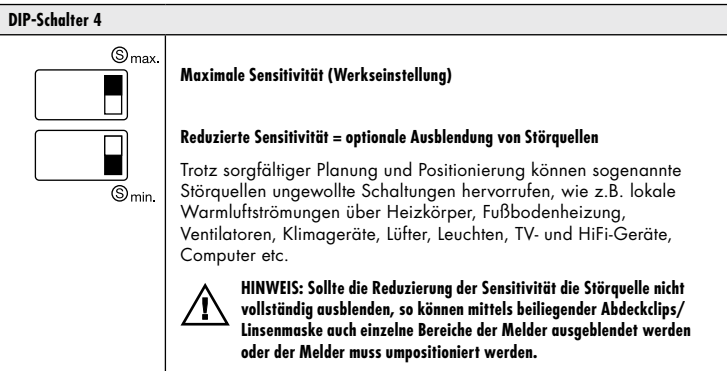 DIP-Schalter 4
Ⓢ max.
Maximale Sensitivität (Werkseinstellung)
Reduzierte Sensitivität = optionale Ausblendung von Störquellen
Ⓢ min.
Trotz sorgfältiger Planung und Positionierung können sogenannte
Störquellen ungewollte Schaltungen hervorrufen, wie z.B. lokale
Warmluftströmungen über Heizkörper, Fußbodenheizung,
Ventilatoren, Klimageräte, Lüfter, Leuchten, TV- und HiFi-Geräte,
Computer etc.
HINWEIS: Sollte die Reduzierung der Sensitivität die Störquelle nicht
vollständig ausblenden, so können mittels beiliegender Abdeckclips/
Linsenmaske auch einzelne Bereiche der Melder ausgeblendet werden
oder der Melder muss umpositioniert werden.